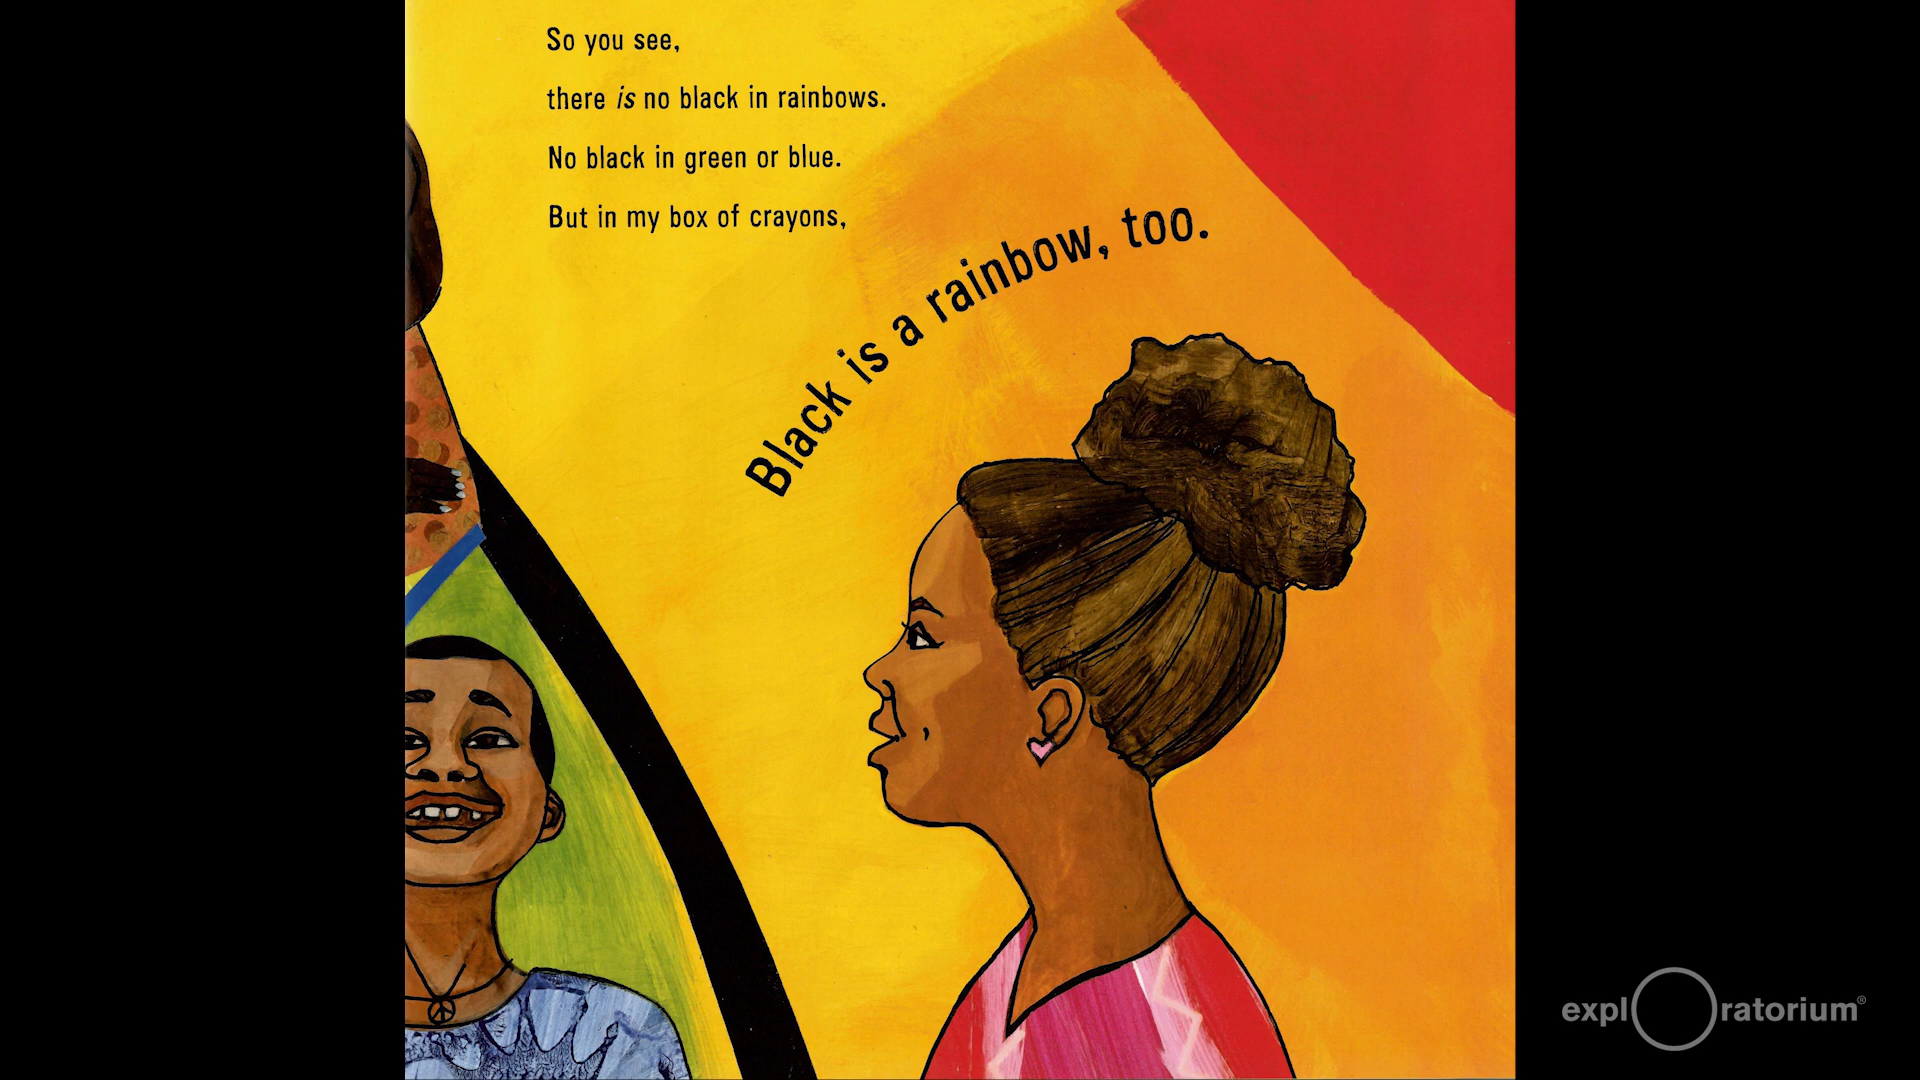 So you see,
there is no black in rainbows.
No black in green or blue.
But in my box of crayons,
Black is a rainbow, too.
exploratorium®